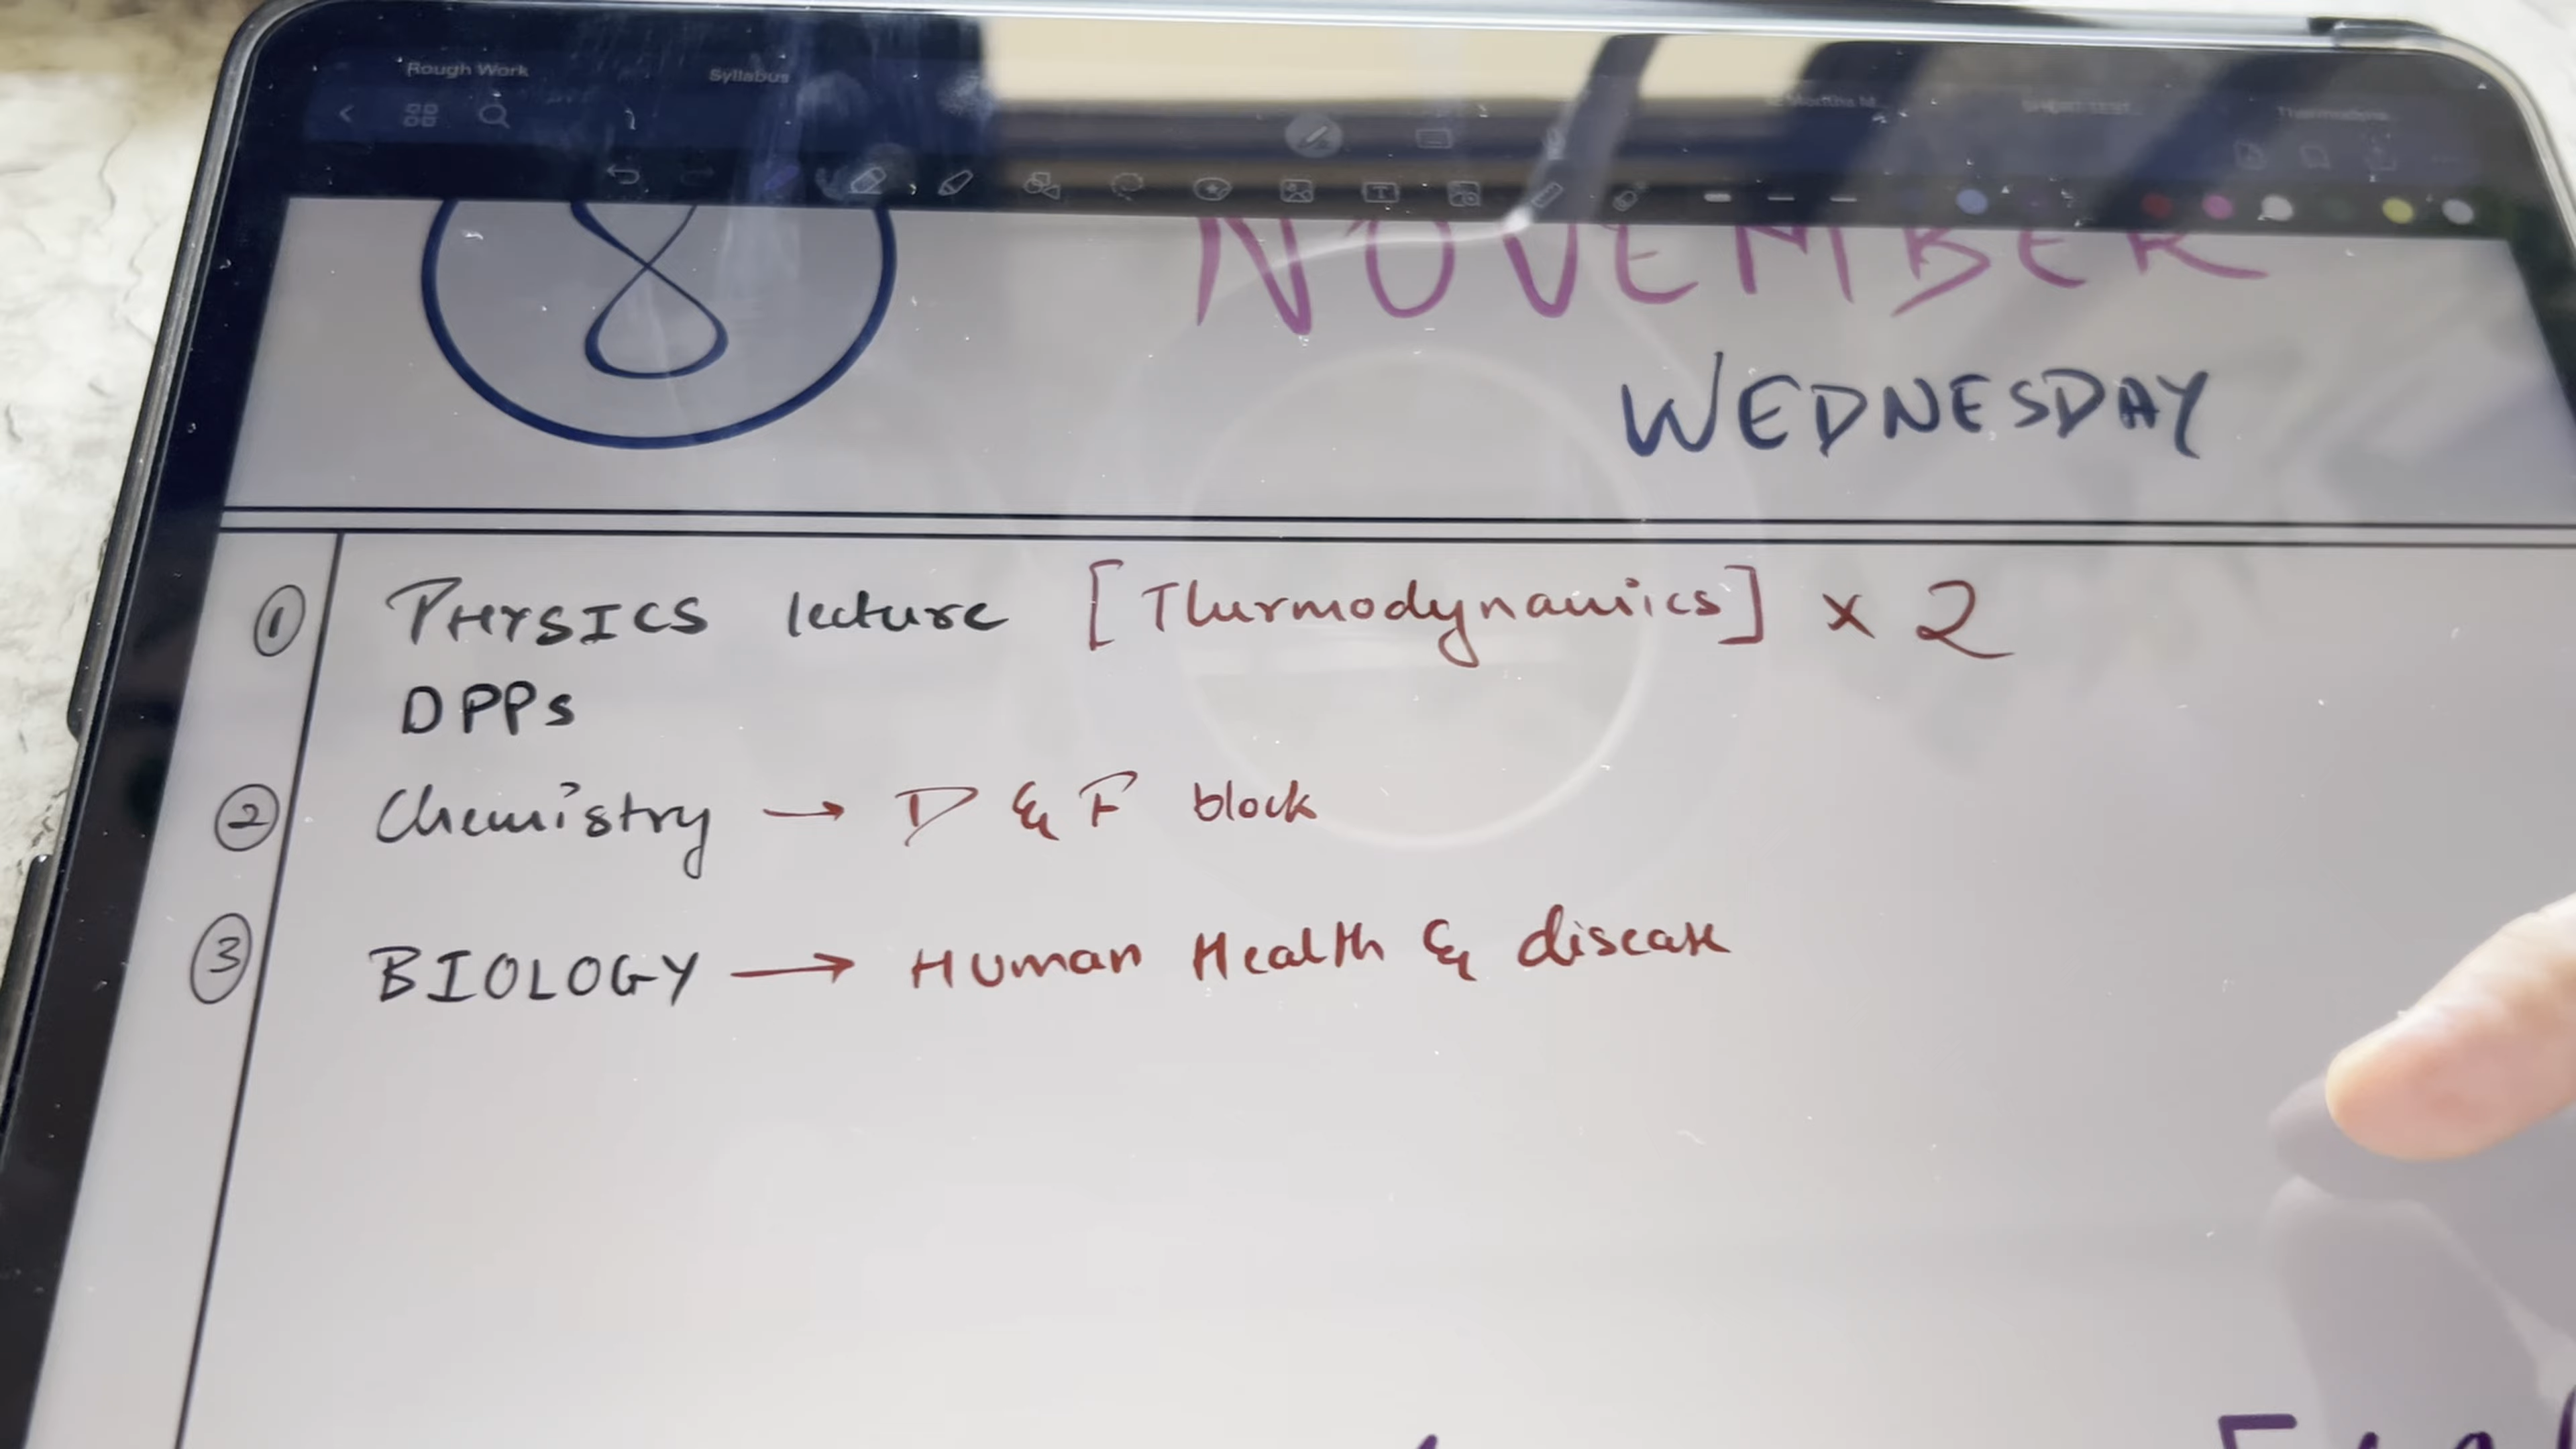 Rough Work Syllabus
8
NOVEMBER
WEDNESDAY
1 PHYSICS lecture [Thermodynamics] x 2
DPPs
2 Chemistry → D & F block
3 BIOLOGY → Human Health & disease